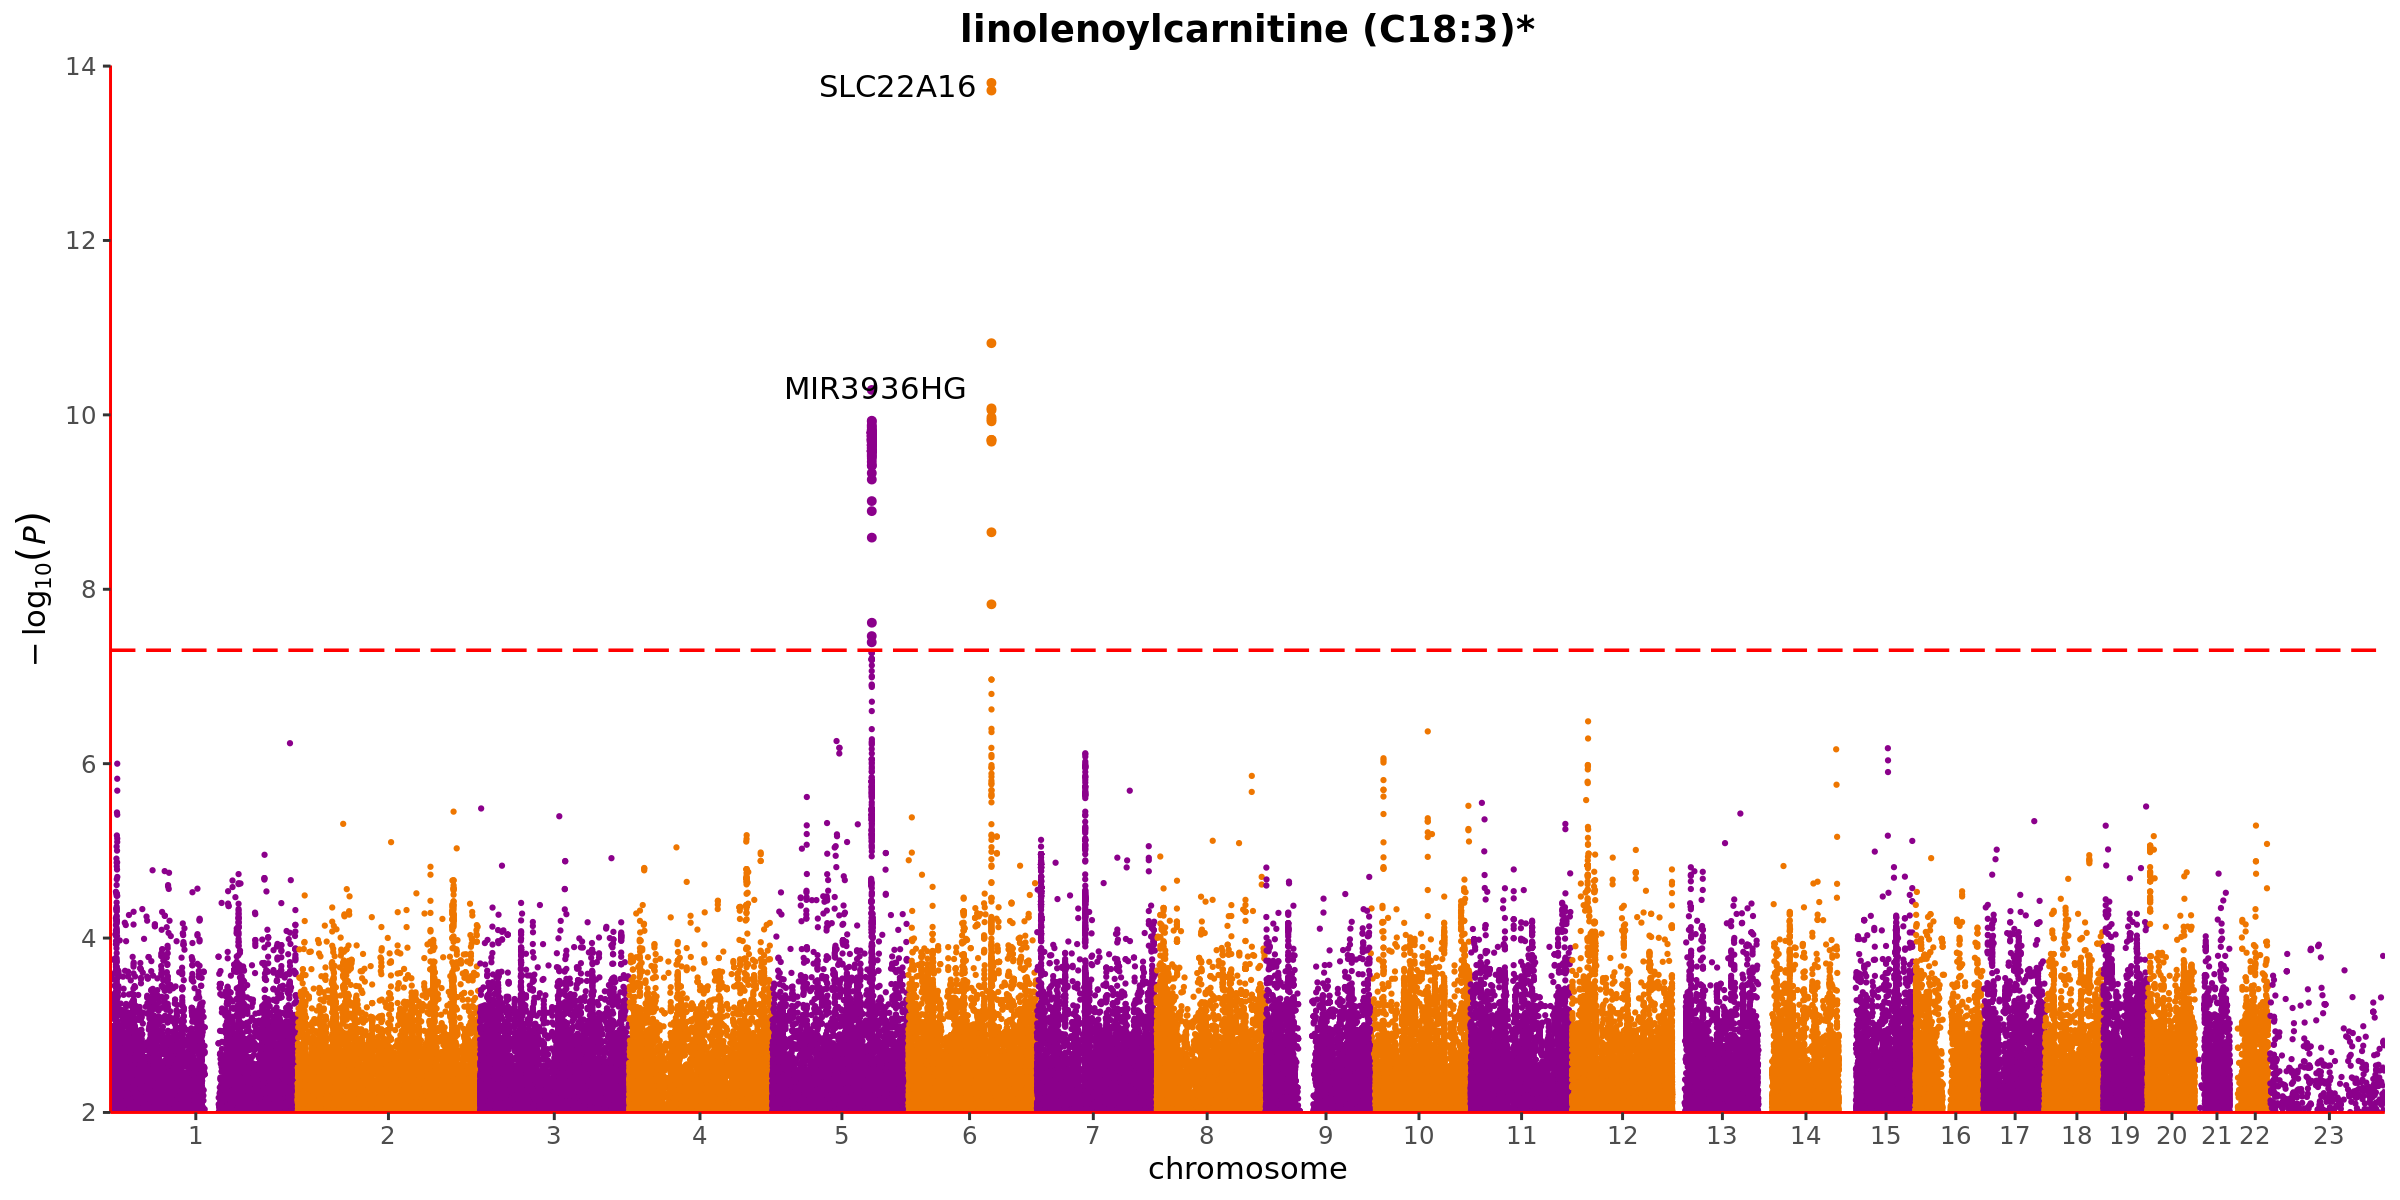 linolenoylcarnitine (C18:3)*
14
SLC22A16
12
MIR3936HG
10
8
6
4
2
− log10(P)
1 2 3 4 5 6 7 8 9 10 11 12 13 14 15 16 17 18 19 20 21 22 23
chromosome